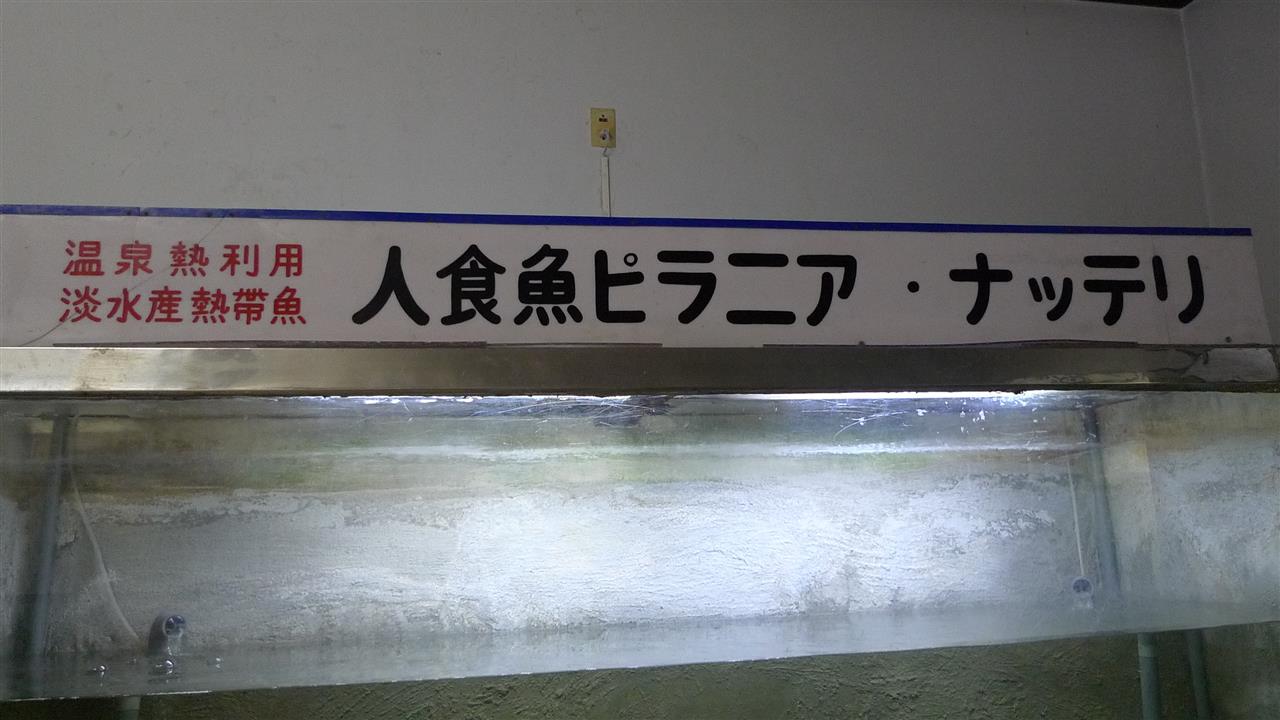 温泉熱利用
淡水産熱帶魚
人食魚ピラニア・ナッテリ